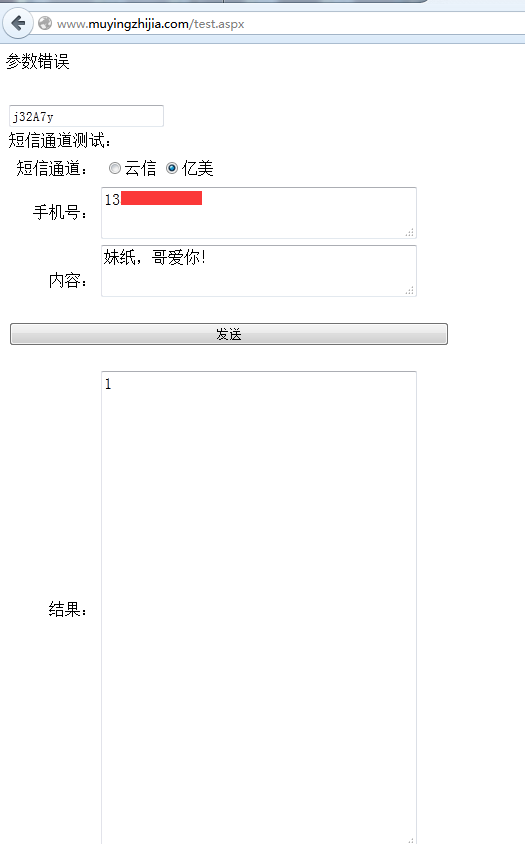 www.muyingzhijia.com/test.aspx
参数错误
j32A7y
短信通道测试：
短信通道： 云信 亿美
手机号： 13
内容： 妹纸，哥爱你！
发送
结果： 1